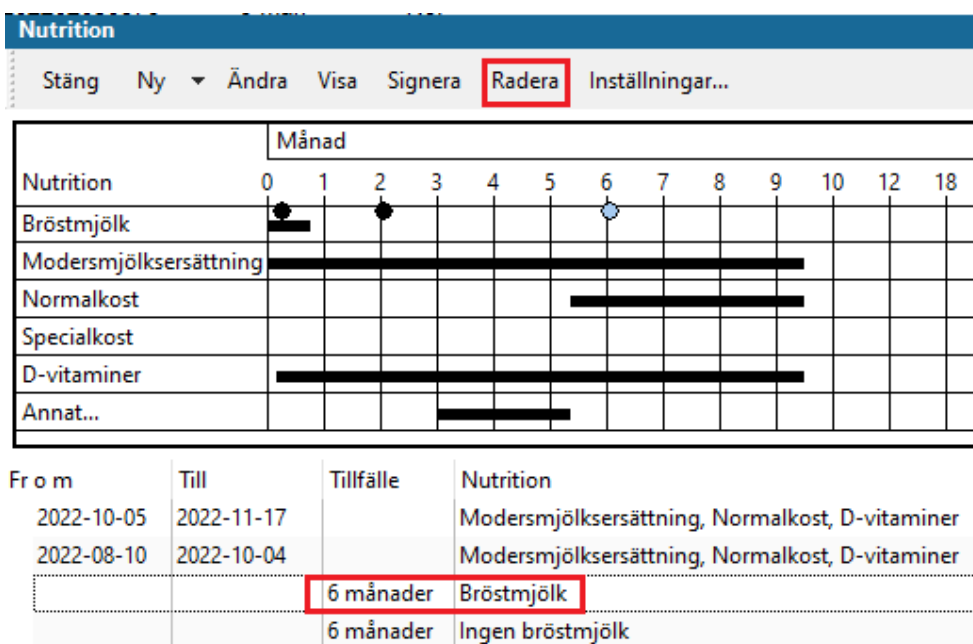 Nutrition
Stäng Ny Ändra Visa Signera Radera Inställningar...
Månad
Nutrition 0 1 2 3 4 5 6 7 8 9 10 12 18
Bröstmjölk
Modersmjölksersättning
Normalkost
Specialkost
D-vitaminer
Annat...
Fr o m Till Tillfälle Nutrition
2022-10-05 2022-11-17 Modersmjölksersättning, Normalkost, D-vitaminer
2022-08-10 2022-10-04 Modersmjölksersättning, Normalkost, D-vitaminer
6 månader Bröstmjölk
6 månader Ingen bröstmjölk